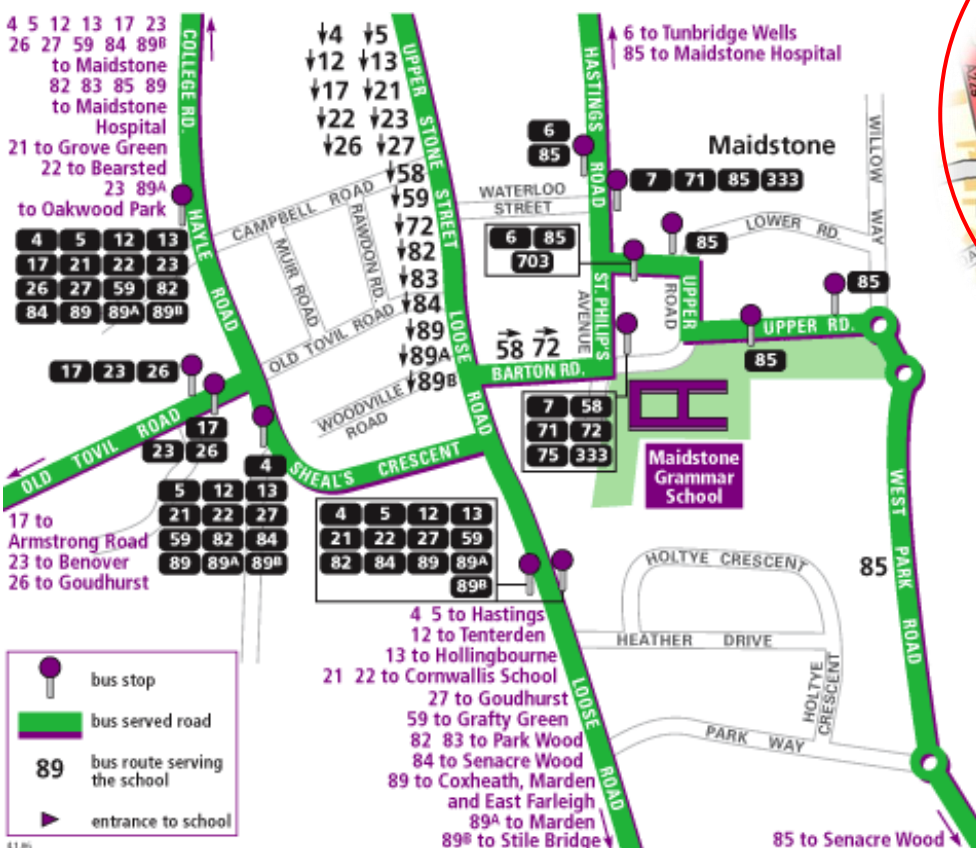 4 5 12 13 17 23
26 27 59 84 89B
to Maidstone
82 83 85 89
to Maidstone
Hospital
21 to Grove Green
22 to Bearsted
23 89A
to Oakwood Park
COLLEGE RD.
4 5 12 13
17 21 22 23
26 27 59 82
84 89 89A 89B
HAYLE ROAD
4 5
12 13
17 21
22 23
26 27
58
59
72
82
83
84
89
89A
89B
UPPER STONE STREET
CAMPBELL ROAD
MUIR ROAD
RAWDON RD.
OLD TOVIL ROAD
WOODVILLE
ROAD
LOOSE ROAD
6 to Tunbridge Wells
85 to Maidstone Hospital
HASTINGS ROAD
6
85
Maidstone
7 71 85 333
WATERLOO
STREET
6 85
703
85
LOWER RD.
WILLOW WAY
85
UPPER ROAD
ST. PHILIP'S
AVENUE
UPPER RD.
85
58 72
BARTON RD.
7 58
71 72
75 333
Maidstone
Grammar
School
17 23 26
OLD TOVIL ROAD
17
23 26
4
5 12 13
21 22 27
59 82 84
89 89A 89B
SHEAL'S CRESCENT
17 to
Armstrong Road
23 to Benover
26 to Goudhurst
4 5 12 13
21 22 27 59
82 84 89 89A
89B
4 5 to Hastings
12 to Tenterden
13 to Hollingbourne
21 22 to Cornwallis School
27 to Goudhurst
59 to Grafty Green
82 83 to Park Wood
84 to Senacre Wood
89 to Coxheath, Marden
and East Farleigh
89A to Marden
89B to Stile Bridge
LOOSE ROAD
HOLTYE CRESCENT
HEATHER DRIVE
HOLTYE
CRESCENT
PARK WAY
85
WEST PARK ROAD
85 to Senacre Wood
bus stop
bus served road
89
bus route serving
the school
entrance to school